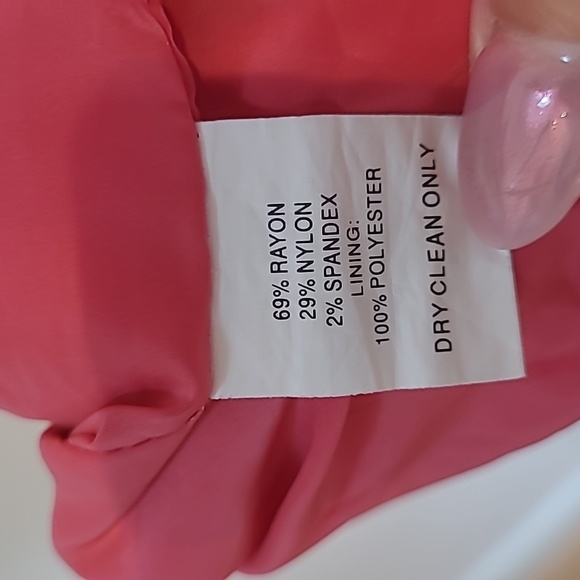 69% RAYON
29% NYLON
2% SPANDEX
LINING:
100% POLYESTER
DRY CLEAN ONLY